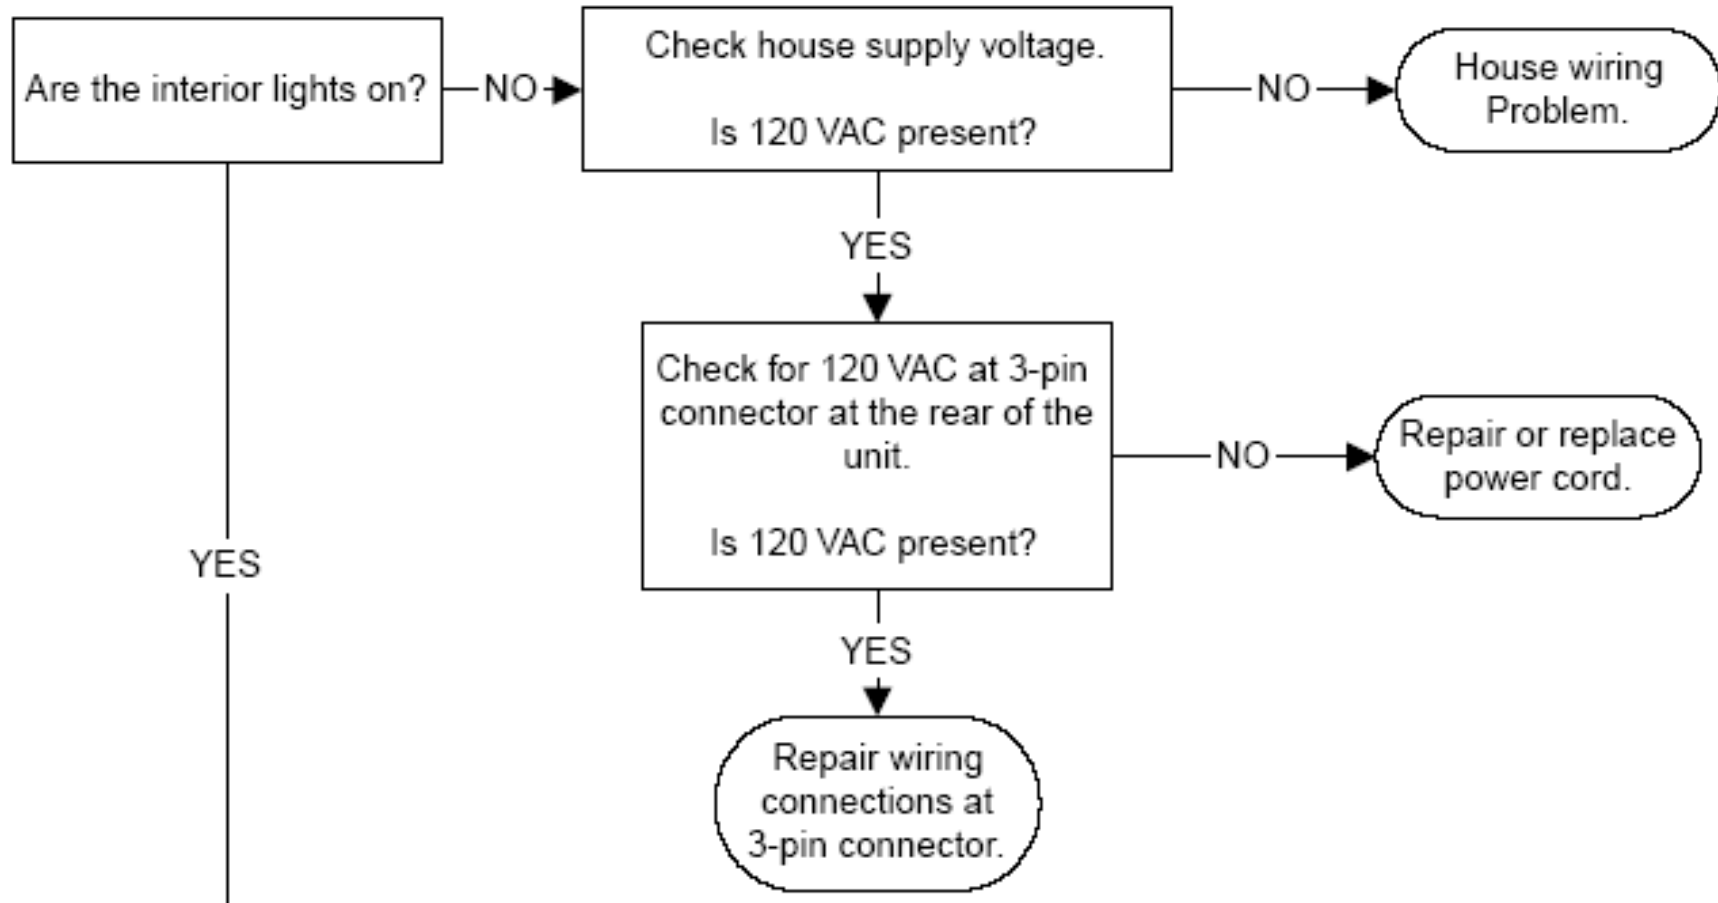 Are the interior lights on?
NO
Check house supply voltage.
Is 120 VAC present?
NO
House wiring
Problem.
YES
Check for 120 VAC at 3-pin
connector at the rear of the
unit.
Is 120 VAC present?
NO
Repair or replace
power cord.
YES
YES
Repair wiring
connections at
3-pin connector.